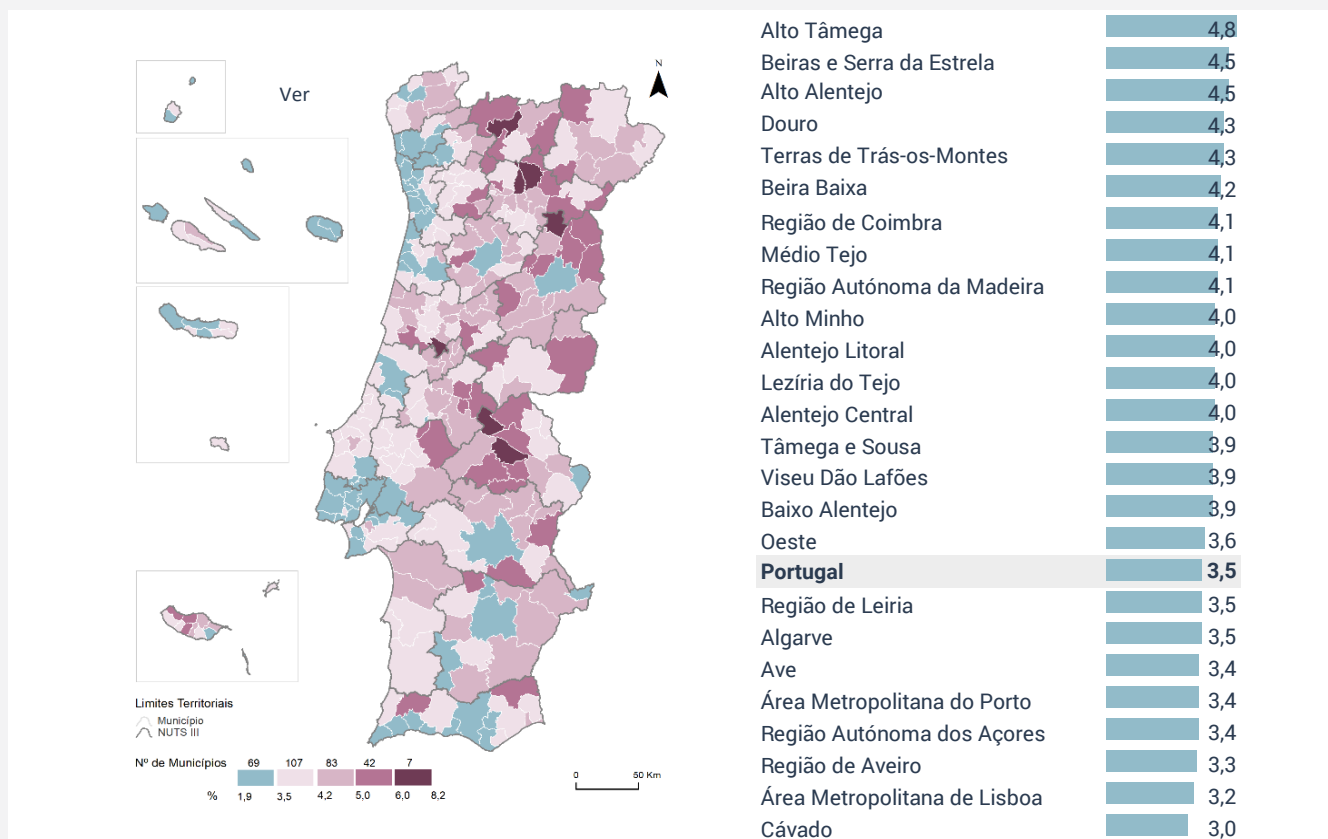 Ver
N
Limites Territoriais
Município
NUTS III
Nº de Municípios 69 107 83 42 7
% 1,9 3,5 4,2 5,0 6,0 8,2
0 50 Km
Alto Tâmega 4,8
Beiras e Serra da Estrela 4,5
Alto Alentejo 4,5
Douro 4,3
Terras de Trás-os-Montes 4,3
Beira Baixa 4,2
Região de Coimbra 4,1
Médio Tejo 4,1
Região Autónoma da Madeira 4,1
Alto Minho 4,0
Alentejo Litoral 4,0
Lezíria do Tejo 4,0
Alentejo Central 4,0
Tâmega e Sousa 3,9
Viseu Dão Lafões 3,9
Baixo Alentejo 3,9
Oeste 3,6
Portugal 3,5
Região de Leiria 3,5
Algarve 3,5
Ave 3,4
Área Metropolitana do Porto 3,4
Região Autónoma dos Açores 3,4
Região de Aveiro 3,3
Área Metropolitana de Lisboa 3,2
Cávado 3,0